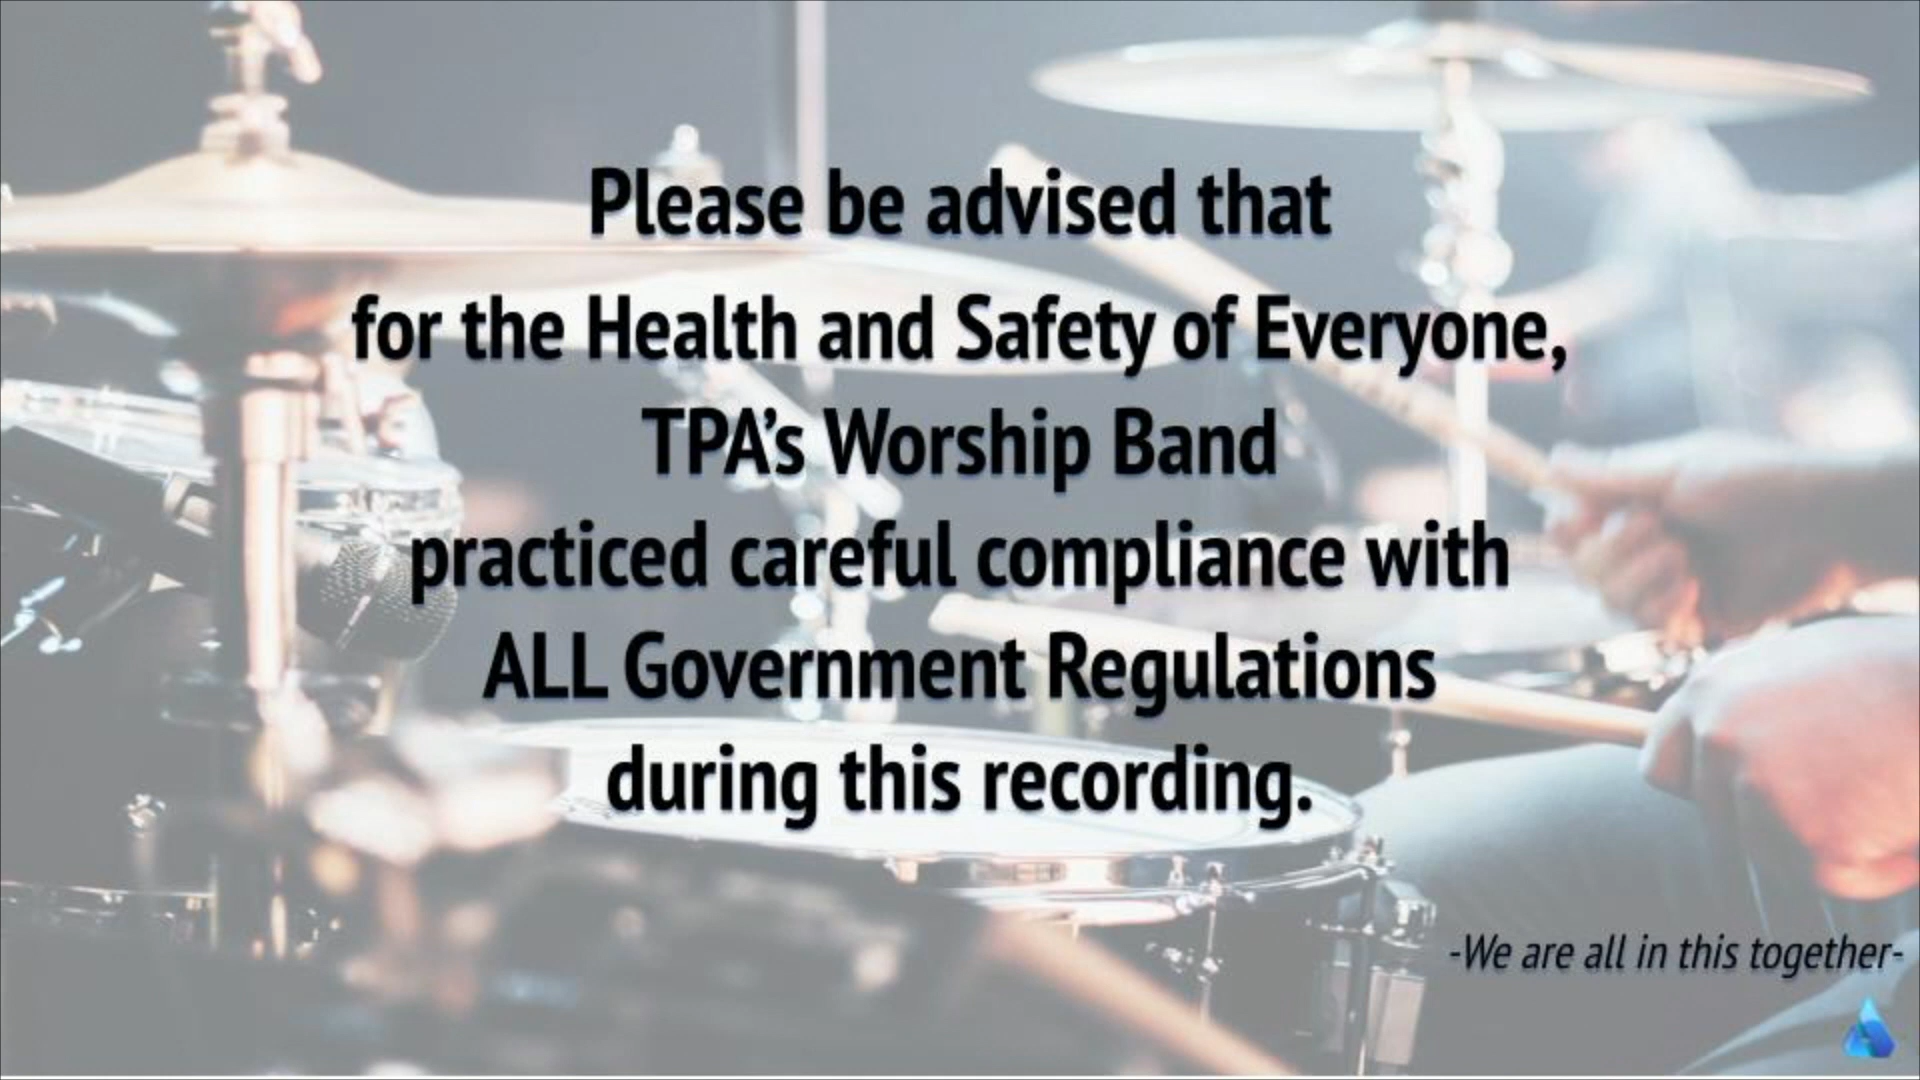 Please be advised that
for the Health and Safety of Everyone,
TPA's Worship Band
practiced careful compliance with
ALL Government Regulations
during this recording.
-We are all in this together-